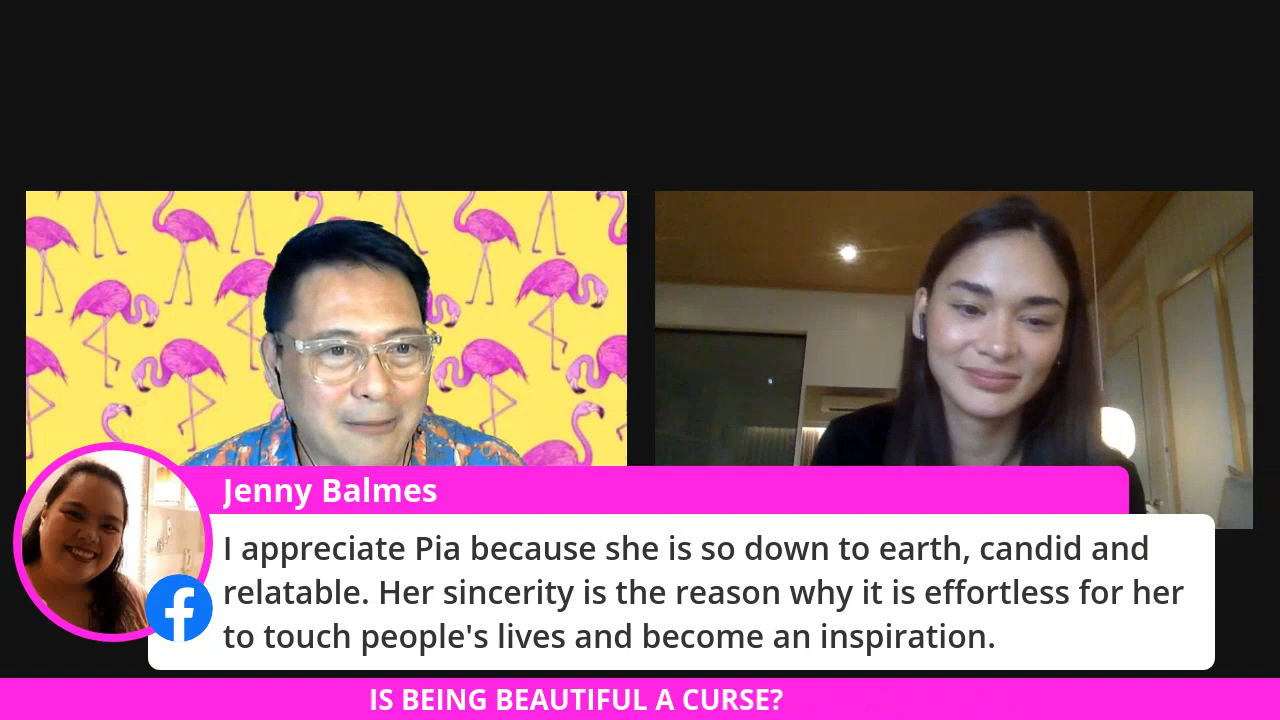 Jenny Balmes
I appreciate Pia because she is so down to earth, candid and
relatable. Her sincerity is the reason why it is effortless for her
to touch people's lives and become an inspiration.
IS BEING BEAUTIFUL A CURSE?